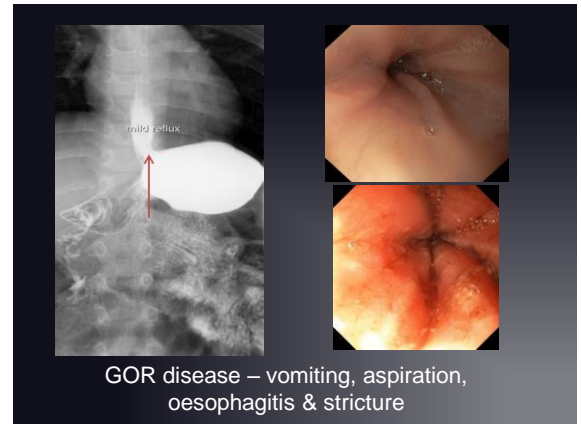 mild reflux
GOR disease – vomiting, aspiration,
oesophagitis & stricture